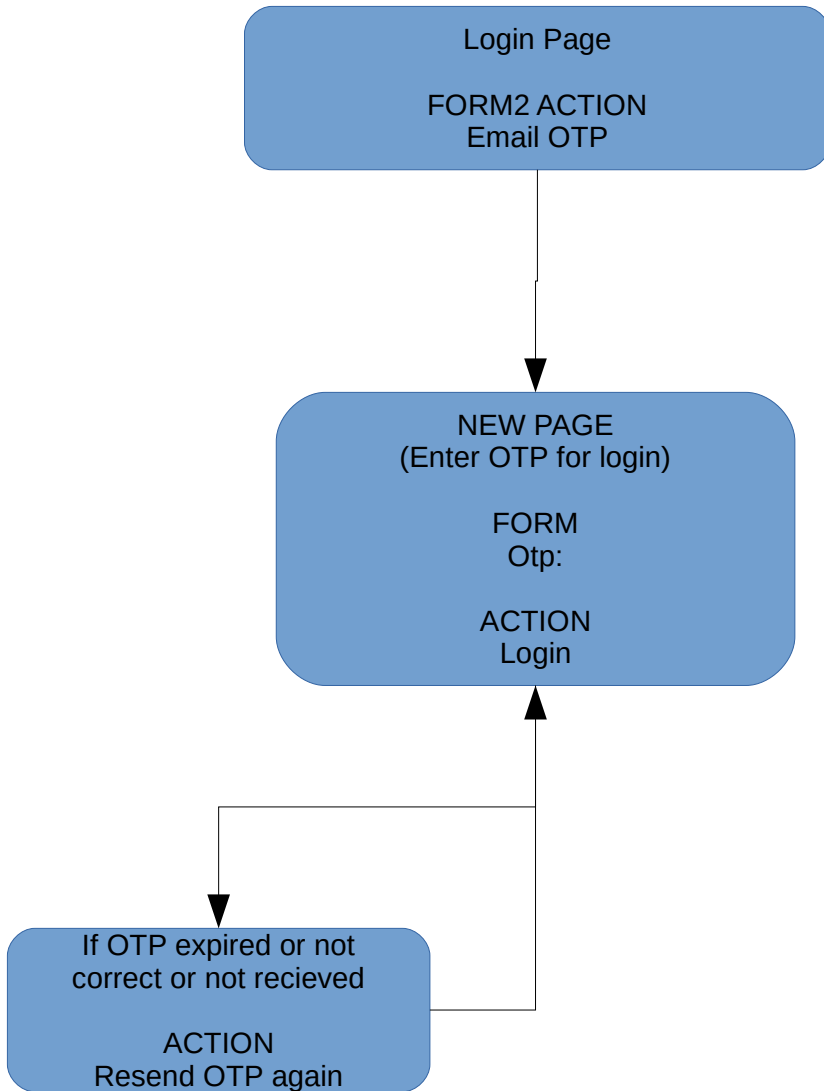 Login Page
FORM2 ACTION
Email OTP
NEW PAGE
(Enter OTP for login)
FORM
Otp:
ACTION
Login
If OTP expired or not
correct or not recieved
ACTION
Resend OTP again